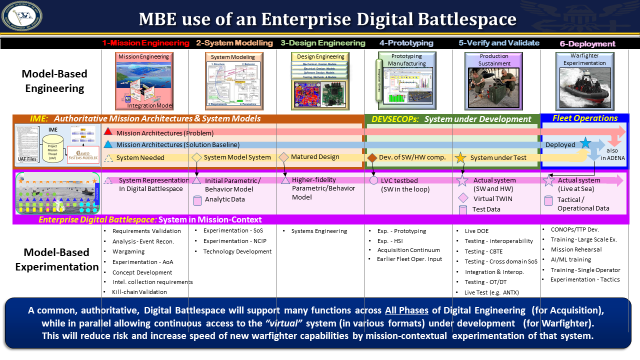 MBE use of an Enterprise Digital Battlespace
1-Mission Engineering
2-System Modelling
3-Design Engineering
4-Prototyping
5-Verify and Validate
6-Deployment
Model-Based
Engineering
Mission Engineering
Integration Model
System Modeling
Design Engineering
Prototyping
Manufacturing
Production
Sustainment
Warfighter
Experimentation
IME: Authoritative Mission Architectures & System Models
DEVSECOPs: System under Development
Fleet Operations
IME
UAF Files
Mission Architectures (Problem)
Mission Architectures (Solution Baseline)
System Needed
System Model System
Matured Design
Dev. of SW/HW comp.
System under Test
Deployed
also
in ADENA
System Representation
In Digital Battlespace
Initial Parametric /
Behavior Model
Analytic Data
Higher-fidelity
Parametric/Behavior
Model
LVC testbed
(SW in the loop)
Actual system
(SW and HW)
Virtual TWIN
Test Data
Actual system
(Live at Sea)
Tactical /
Operational Data
Enterprise Digital Battlespace: System in Mission-Context
Model-Based
Experimentation
Requirements Validation
Analysis- Event Recon.
Wargaming
Experimentation - AoA
Concept Development
Intel. collection requirements
Kill-chain Validation
Experimentation - SoS
Experimentation - NCIP
Technology Development
Systems Engineering
Exp. - Prototyping
Exp. - HSI
Acquisition Continuum
Earlier Fleet Oper. Input
Live DOE
Testing - Interoperability
Testing - CBTE
Testing - Cross domain SoS
Integration & Interop.
Testing - DT/OT
Live Test (e.g. ANTX)
CONOPs/TTP Dev.
Training- Large Scale Ex.
Mission Rehearsal
AI/ML training
Training- Single Operator
Experimentation - Tactics
A common, authoritative, Digital Battlespace will support many functions across All Phases of Digital Engineering (for Acquisition),
while in parallel allowing continuous access to the "virtual" system (in various formats) under development (for Warfighter).
This will reduce risk and increase speed of new warfighter capabilities by mission-contextual experimentation of that system.